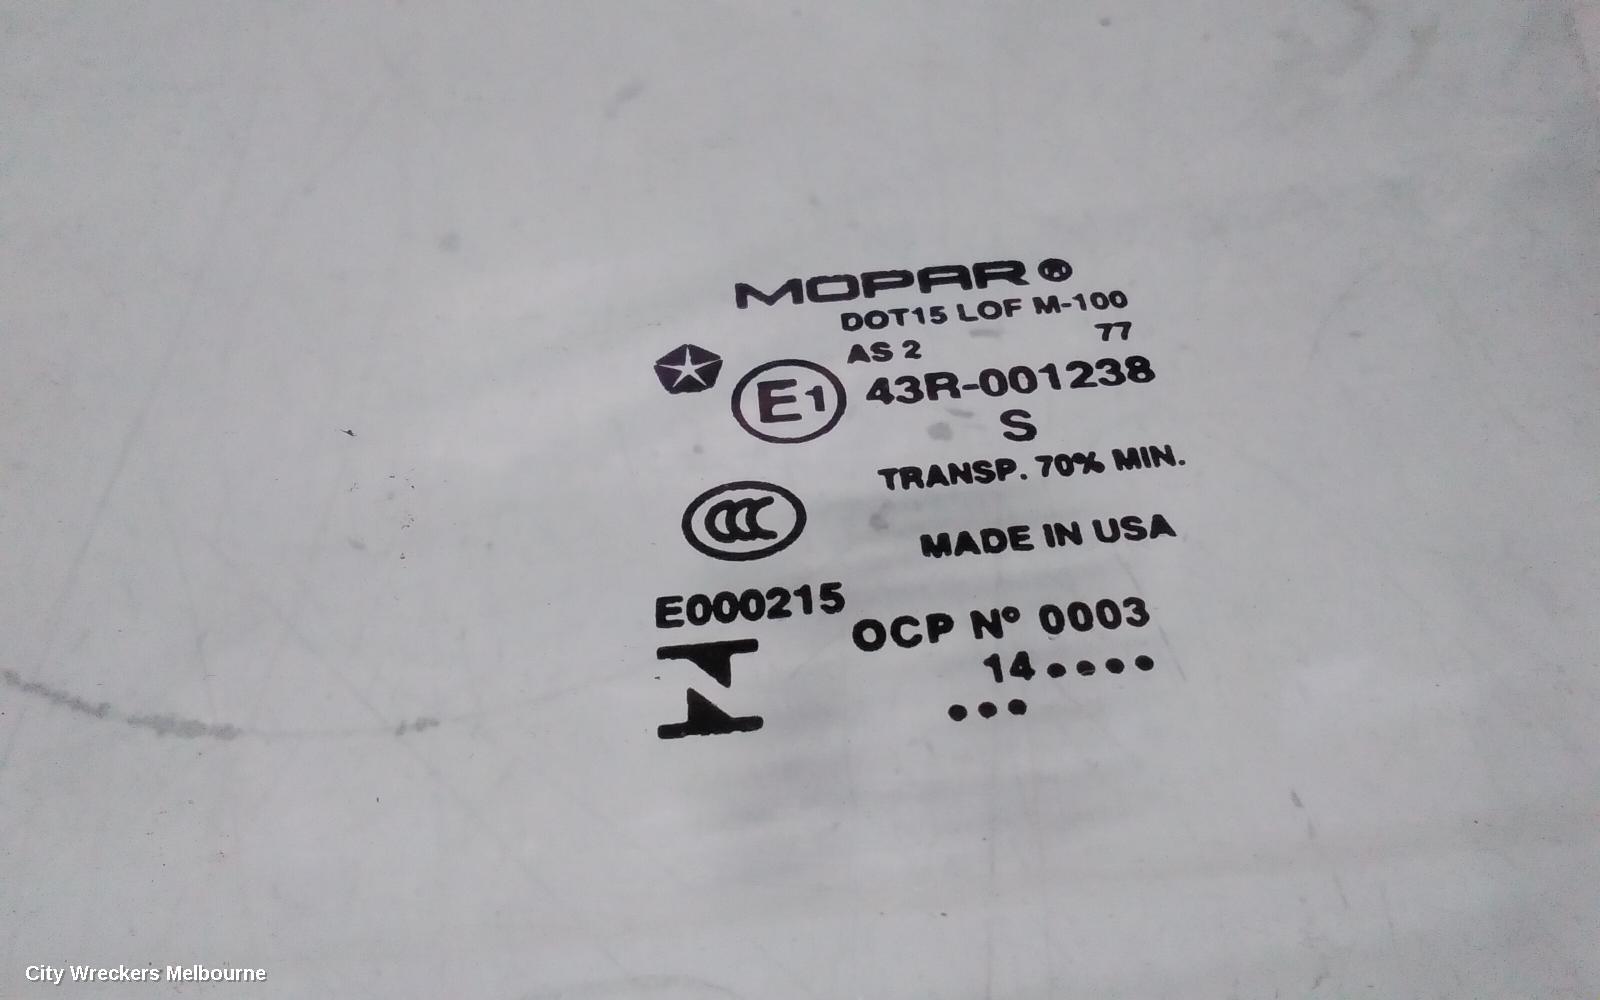 MOPAR®
DOT15 LOF M-100
77
AS 2
E1 43R-001238
S
TRANSP. 70% MIN.
CCC
MADE IN USA
E000215
OCP Nº 0003
14 ••••
•••
City Wreckers Melbourne